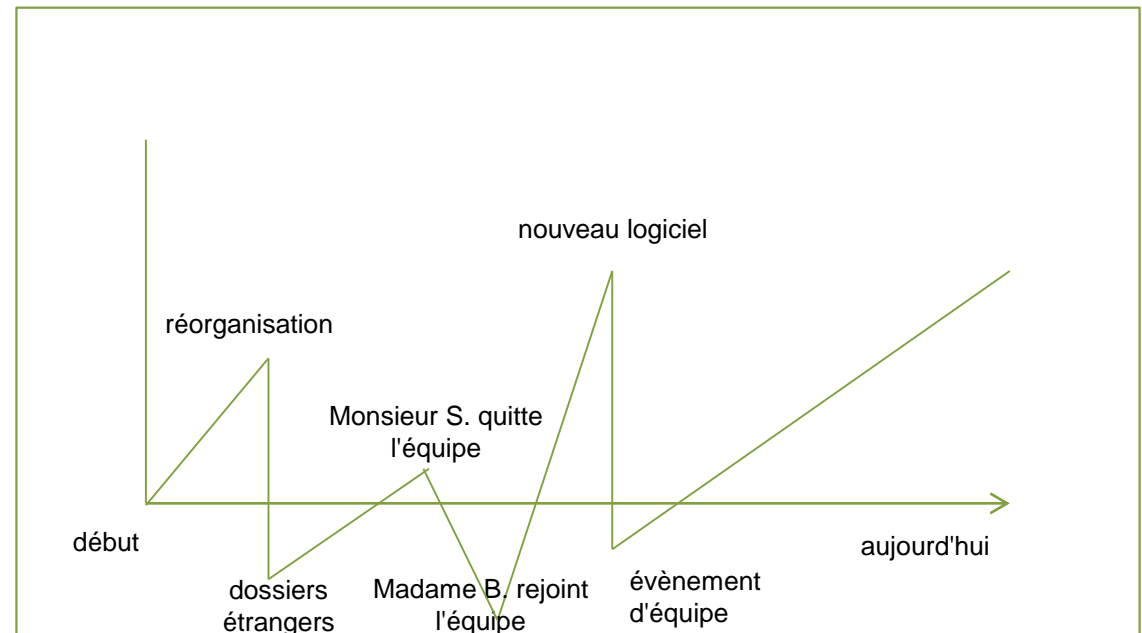 nouveau logiciel
réorganisation
Monsieur S. quitte
l'équipe
début
aujourd'hui
dossiers
étrangers
Madame B. rejoint
l'équipe
évènement
d'équipe